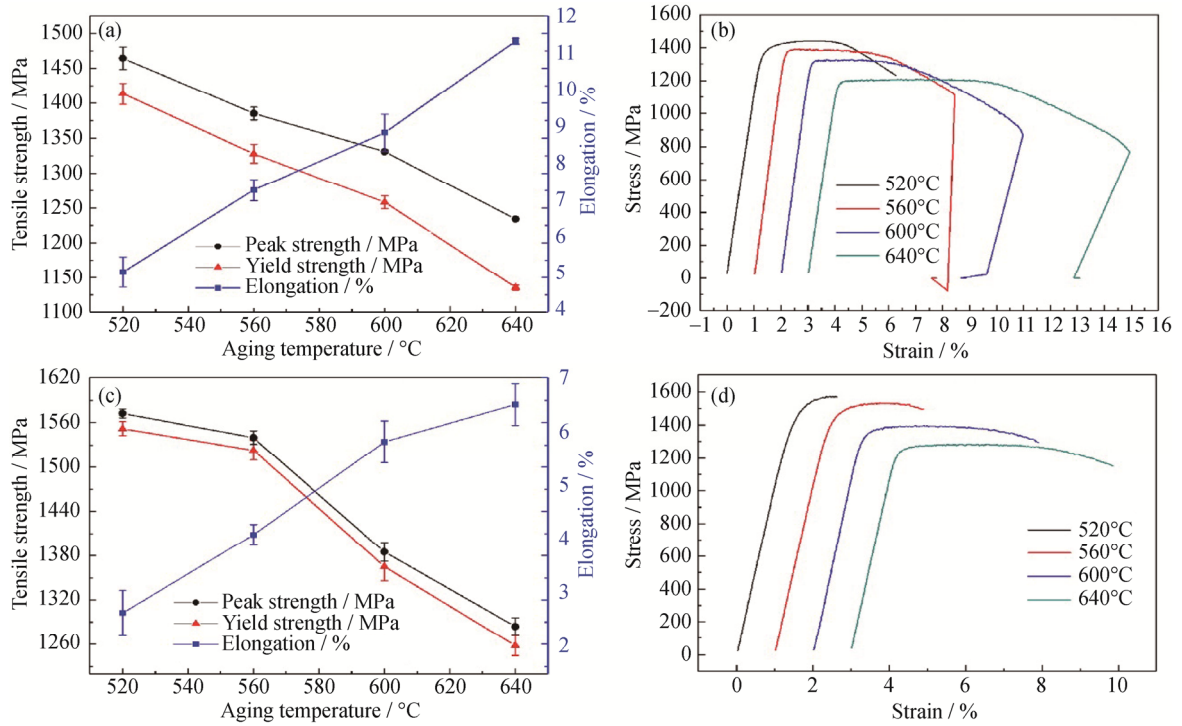 (a)
1500
1450
1400
1350
1300
1250
1200
1150
1100
Tensile strength / MPa
12
11
10
9
8
7
6
5
4
Elongation / %
Peak strength / MPa
Yield strength / MPa
Elongation / %
520 540 560 580 600 620 640
Aging temperature / °C
(b)
1600
1400
1200
1000
800
600
400
200
0
−200
Stress / MPa
520°C
560°C
600°C
640°C
−1 0 1 2 3 4 5 6 7 8 9 10 11 12 13 14 15 16
Strain / %
(c)
1620
1560
1500
1440
1380
1320
1260
Tensile strength / MPa
7
6
5
4
3
2
Elongation / %
Peak strength / MPa
Yield strength / MPa
Elongation / %
520 540 560 580 600 620 640
Aging temperature / °C
(d)
1600
1400
1200
1000
800
600
400
200
0
Stress / MPa
520°C
560°C
600°C
640°C
0 2 4 6 8 10
Strain / %